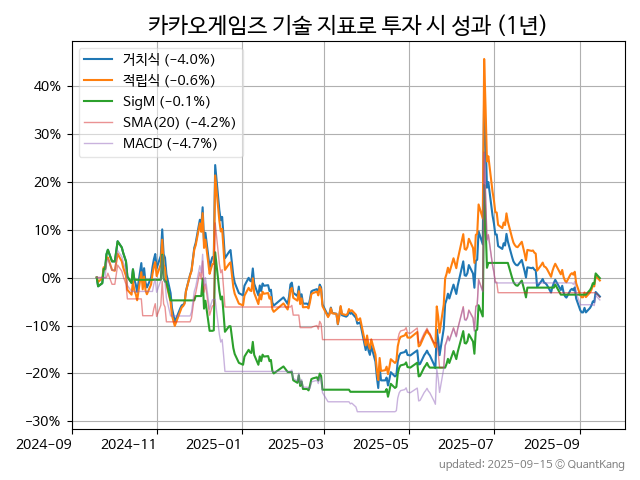 카카오게임즈 기술 지표로 투자 시 성과 (1년)
거치식 (−4.0%)
적립식 (−0.6%)
SigM (−0.1%)
SMA(20) (−4.2%)
MACD (−4.7%)
40%
30%
20%
10%
0%
−10%
−20%
−30%
2024-09 2024-11 2025-01 2025-03 2025-05 2025-07 2025-09
updated: 2025-09-15 © QuantKang